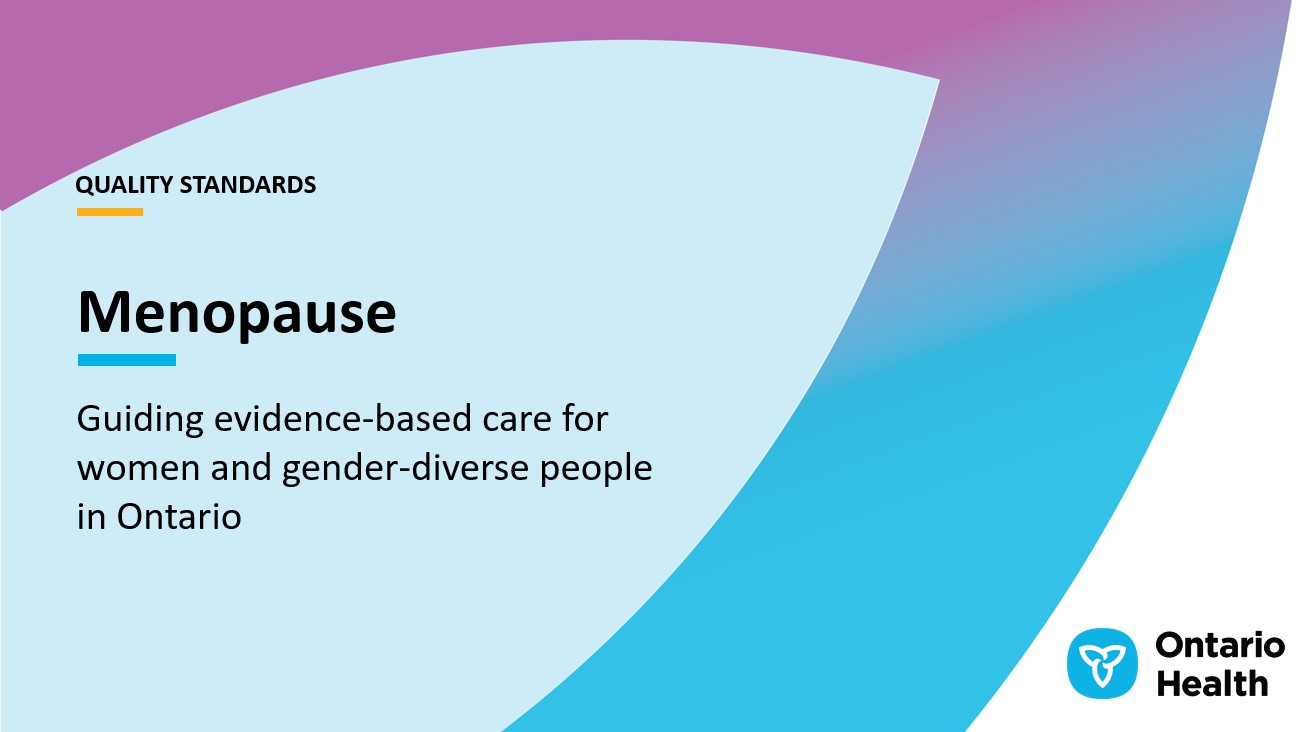 QUALITY STANDARDS
Menopause
Guiding evidence-based care for
women and gender-diverse people
in Ontario
Ontario
Health